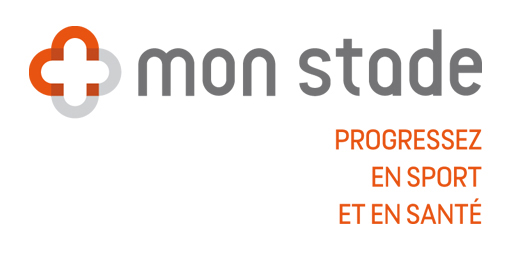 mon stade
PROGRESSEZ
EN SPORT
ET EN SANTÉ